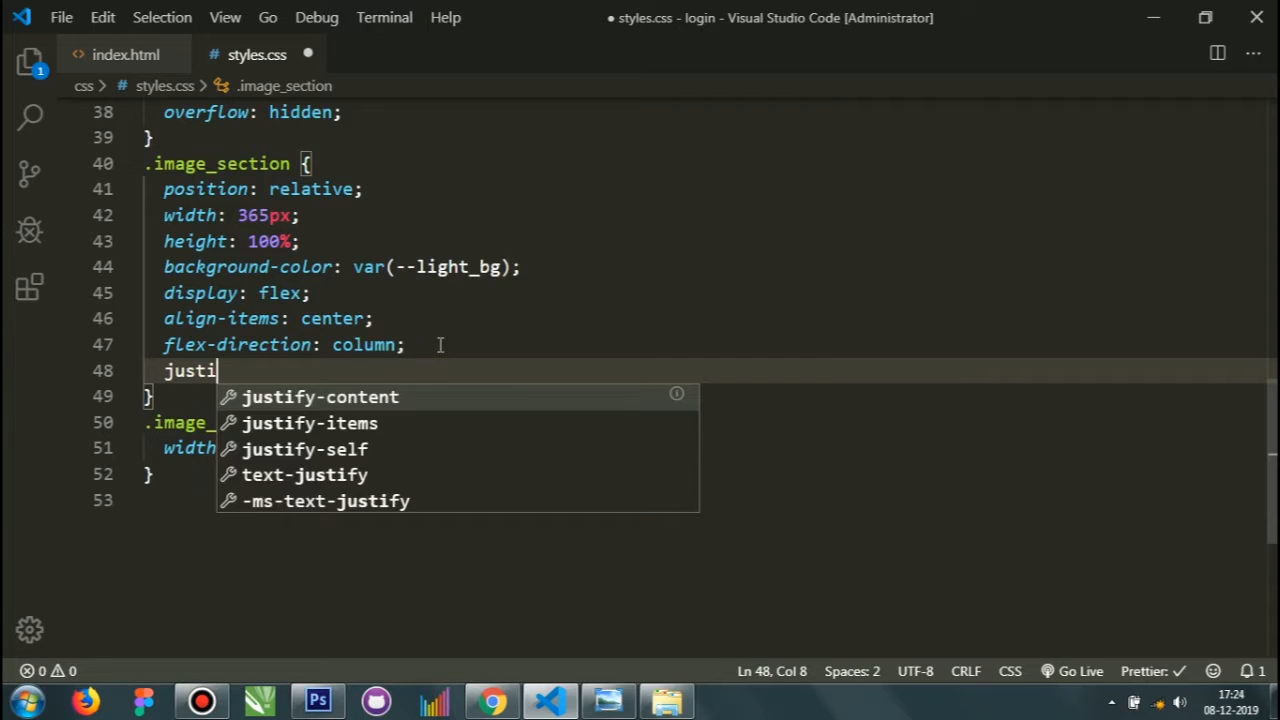 File Edit Selection View Go Debug Terminal Help ● styles.css - login - Visual Studio Code [Administrator]
<> index.html # styles.css ●
css > # styles.css > .image_section
38 overflow: hidden;
39 }
40 .image_section {
41 position: relative;
42 width: 365px;
43 height: 100%;
44 background-color: var(--light_bg);
45 display: flex;
46 align-items: center;
47 flex-direction: column;
48 justi
49 }
justify-content
50 .image_
justify-items
51 width
justify-self
52 }
text-justify
53
-ms-text-justify
1
0 0 Ln 48, Col 8 Spaces: 2 UTF-8 CRLF CSS Go Live Prettier: ✓ 1
Ps
17:24
08-12-2019